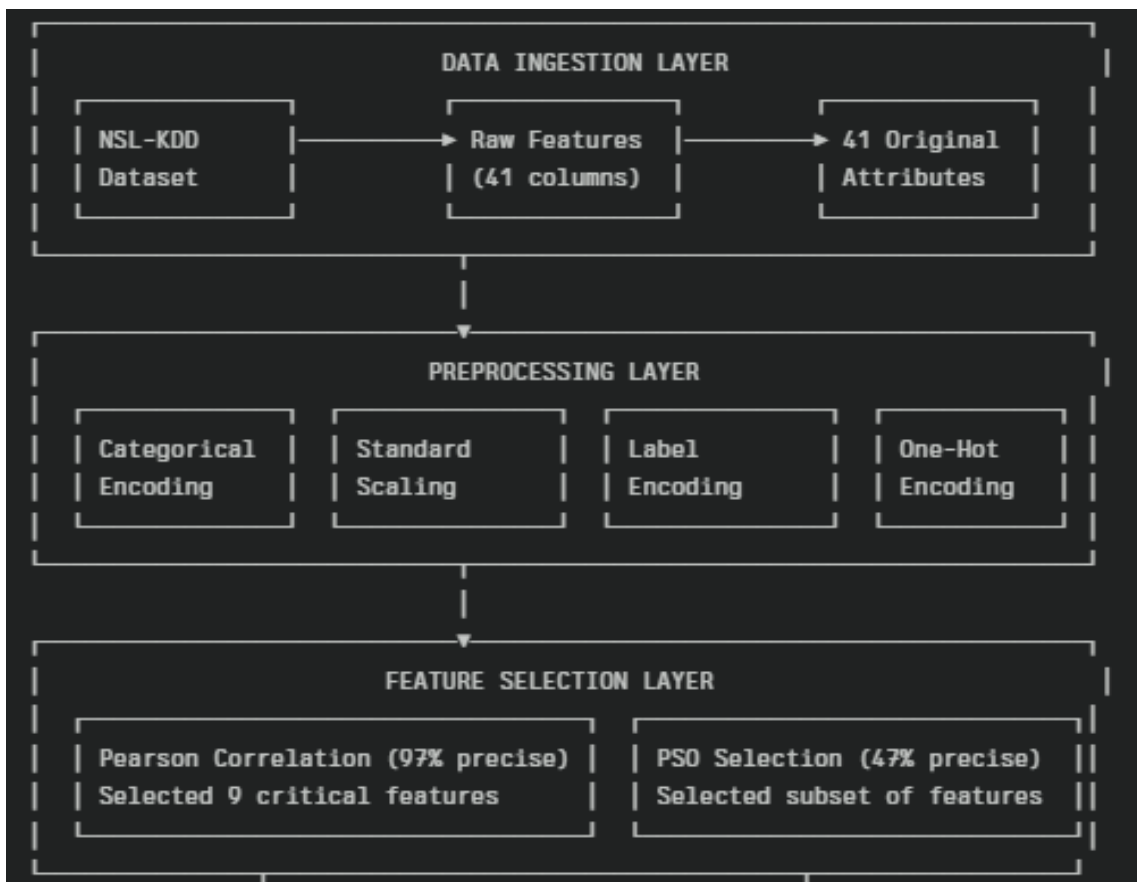 DATA INGESTION LAYER
NSL-KDD Raw Features 41 Original
Dataset (41 columns) Attributes
PREPROCESSING LAYER
Categorical Standard Label One-Hot
Encoding Scaling Encoding Encoding
FEATURE SELECTION LAYER
Pearson Correlation (97% precise) PSO Selection (47% precise)
Selected 9 critical features Selected subset of features